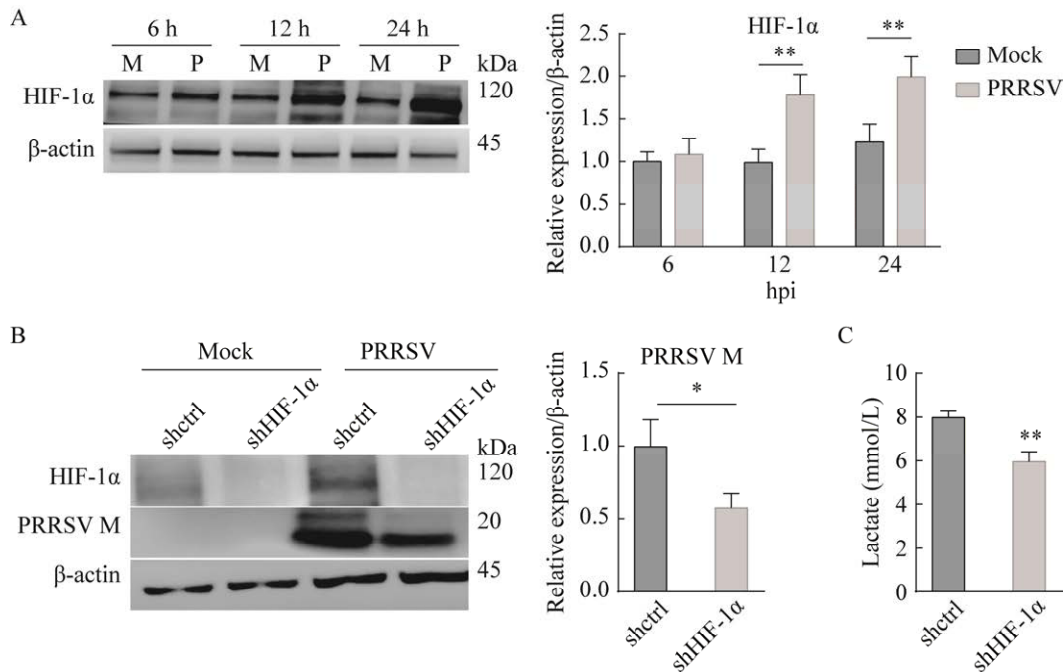 A
6 h 12 h 24 h
M P M P M P kDa
HIF-1α 120
β-actin 45
HIF-1α
Relative expression/β-actin
2.5
2.0
1.5
1.0
0.5
0.0
** **
6 12 24
hpi
Mock
PRRSV
B
Mock PRRSV
shctrl shHIF-1α shctrl shHIF-1α
kDa
HIF-1α 120
PRRSV M 20
β-actin 45
PRRSV M
Relative expression/β-actin
1.5
1.0
0.5
0.0
*
shctrl shHIF-1α
C
Lactate (mmol/L)
10
8
6
4
2
0
**
shctrl shHIF-1α